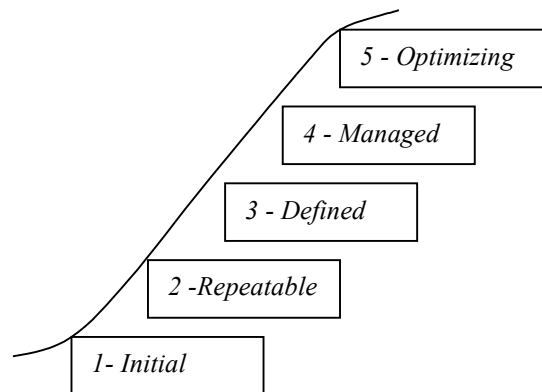 5 - Optimizing
4 - Managed
3 - Defined
2 -Repeatable
1- Initial